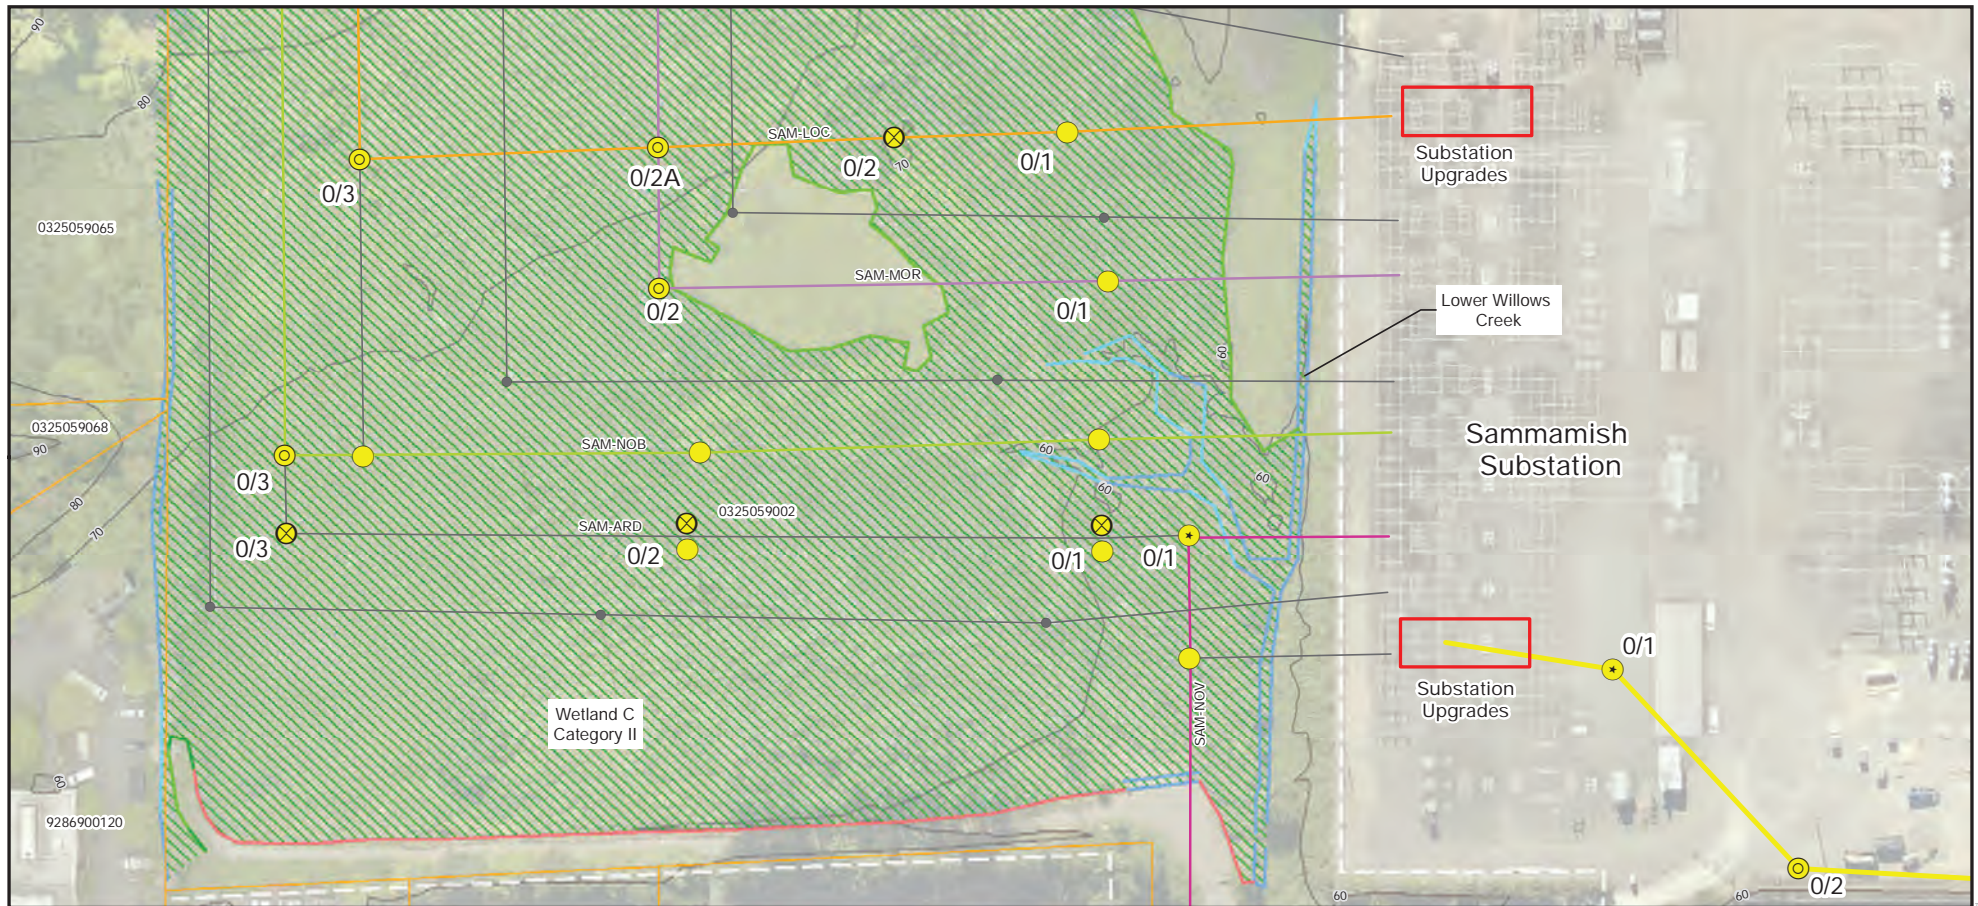 90
80
SAM-LOC
0/3
0/2A
0/2
70
0/1
Substation
Upgrades
0325059065
SAM-MOR
0/2
0/1
Lower Willows
Creek
60
0325059068
90
SAM-NOB
60
Sammamish
Substation
0/3
80
60
60
70
SAM-ARD
0325059002
0/3
0/2
0/1
0/1
0/1
Substation
Upgrades
SAM-NOV
Wetland C
Category II
60
9286900120
60
60
0/2